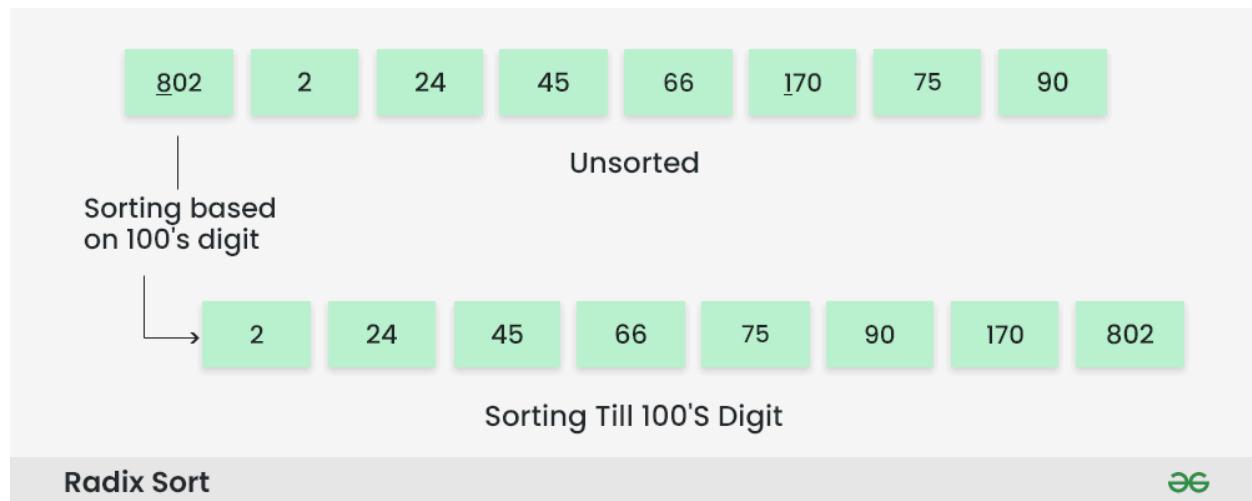 802 2 24 45 66 170 75 90
Unsorted
Sorting based
on 100's digit
2 24 45 66 75 90 170 802
Sorting Till 100'S Digit
Radix Sort